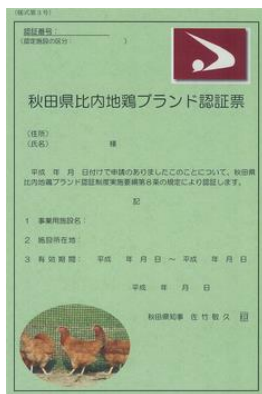 (様式第3号)
認証番号:
(認定施設の区分: )
秋田県比内地鶏ブランド認証票
(住所)
(氏名) 様
平成 年 月 日付けで申請のありましたこのことについて、秋田県
比内地鶏ブランド認証制度実施要綱第8条の規定により認証します。
記
1 事業用施設名:
2 施設所在地:
3 有効期間: 平成 年 月 日 ~ 平成 年 月 日
平成 年 月 日
秋田県知事 佐竹敬久 印